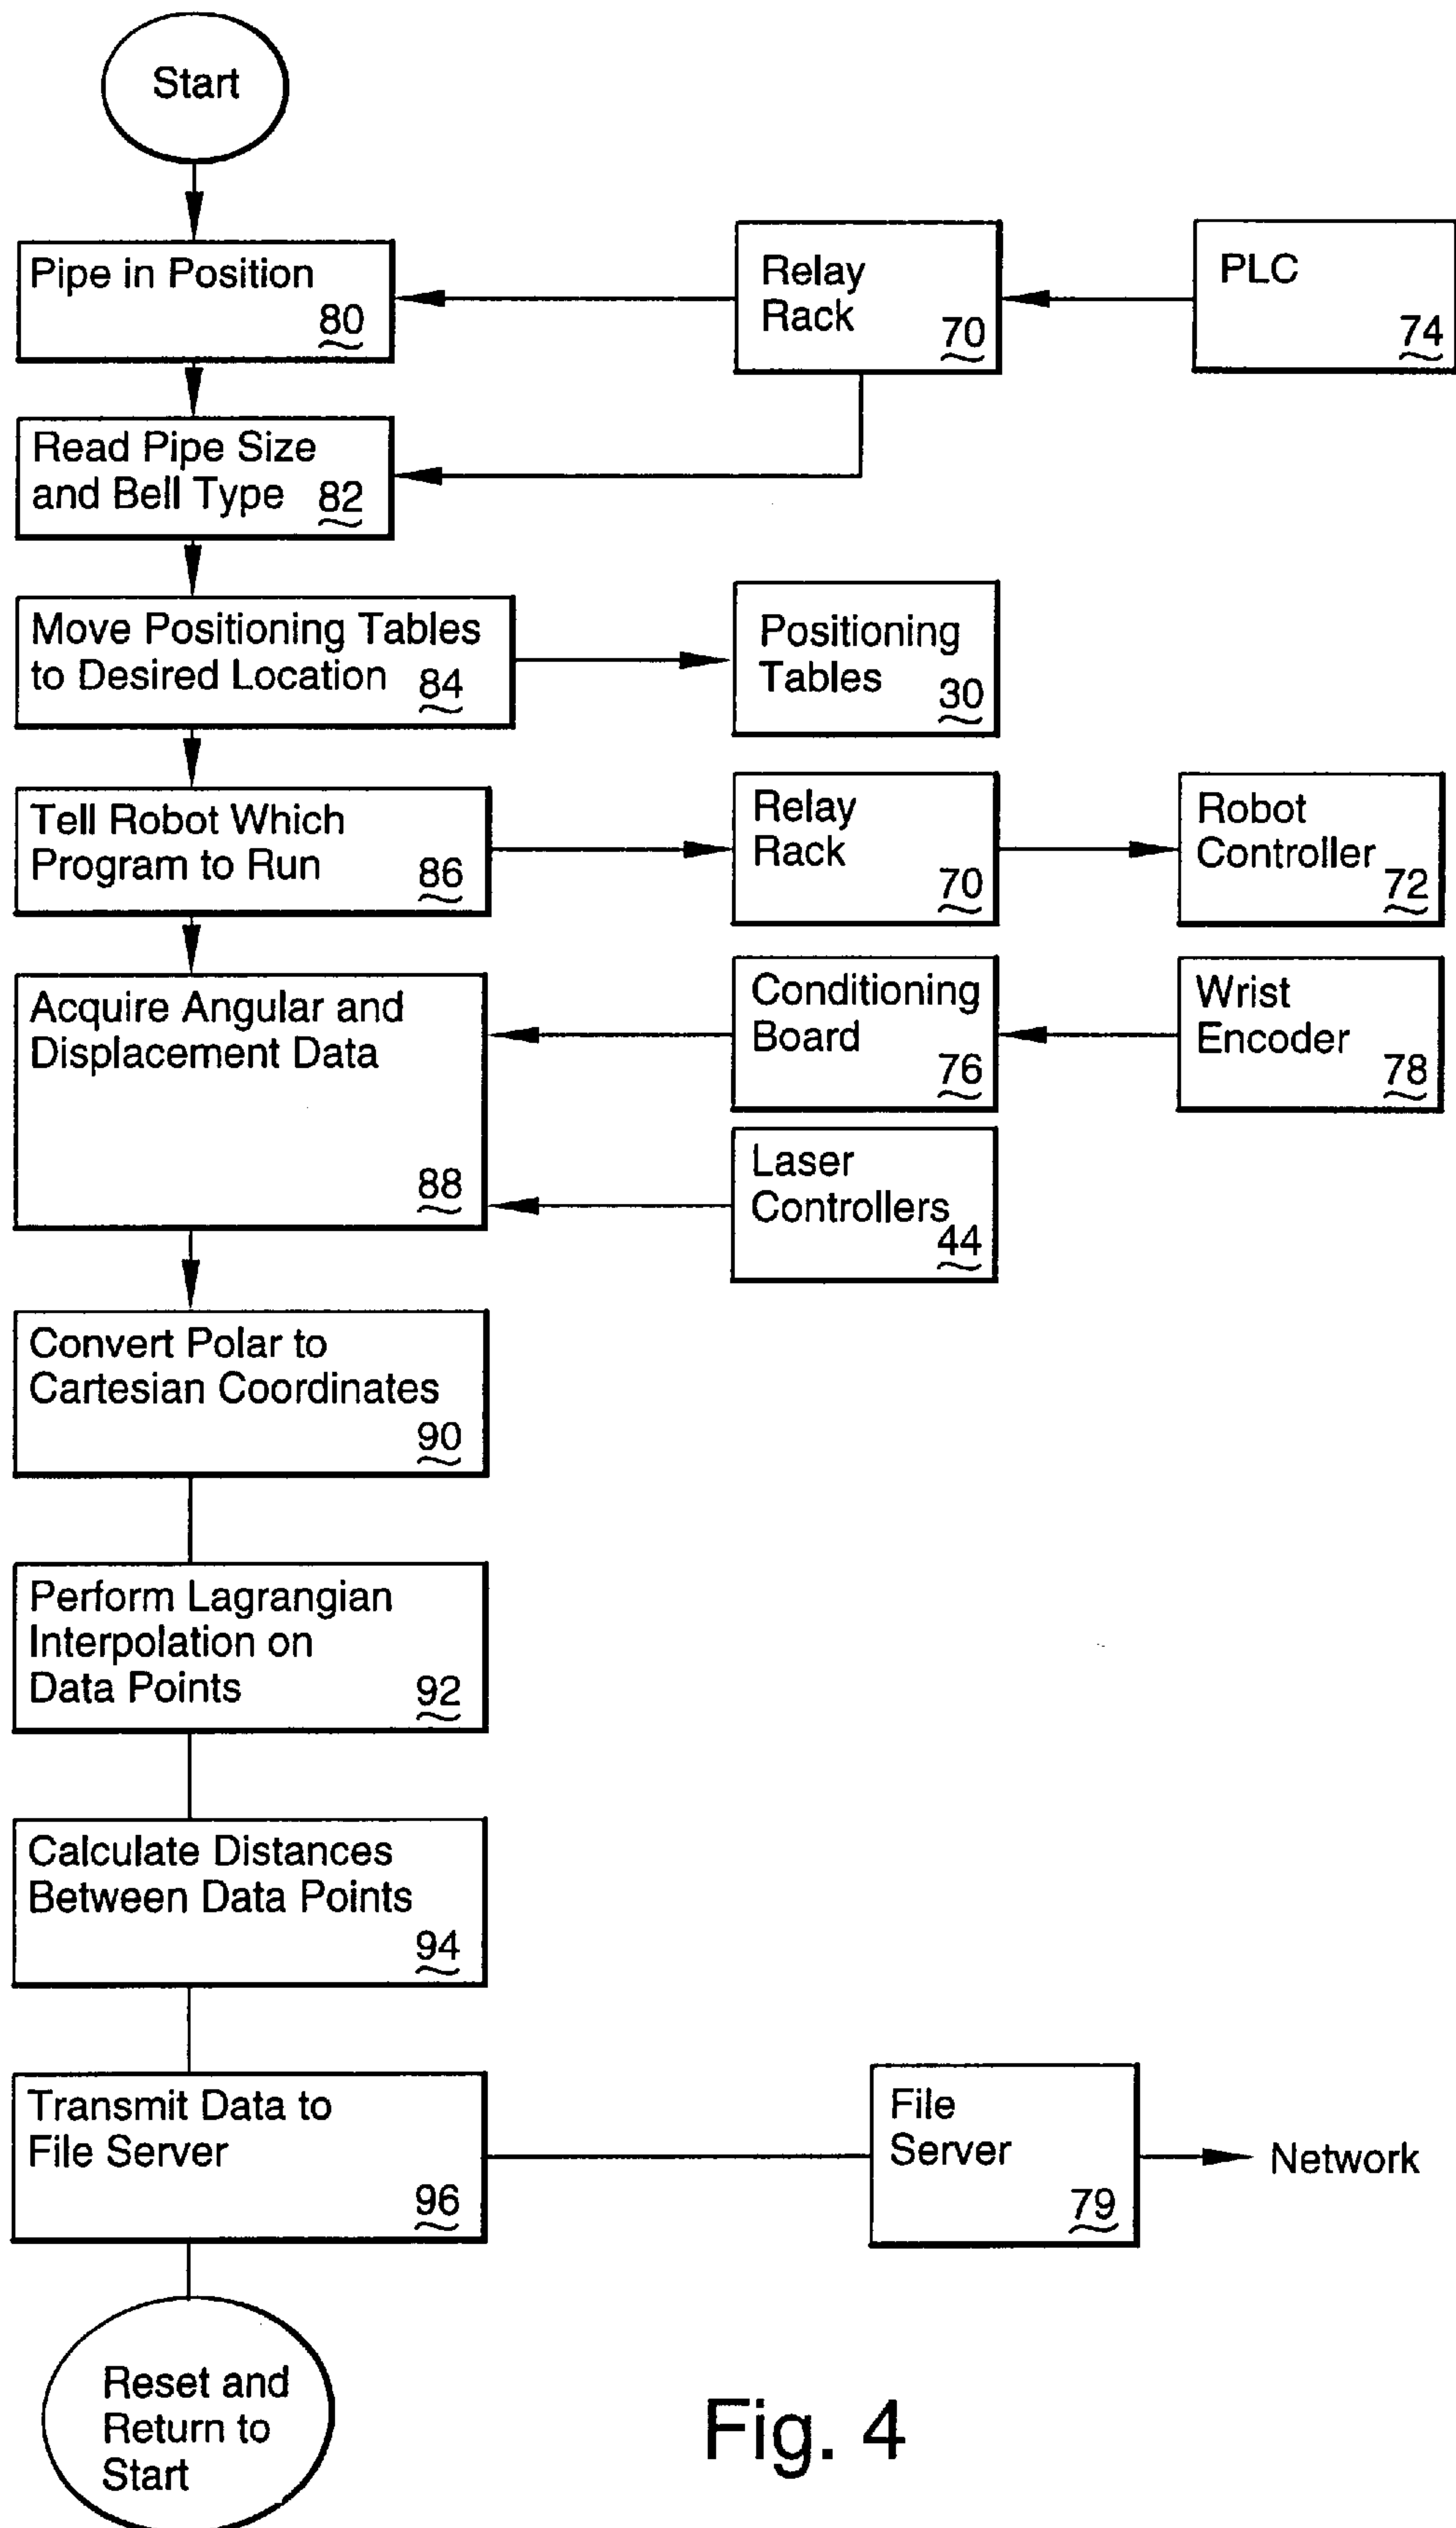 Start
Pipe in Position
80
Relay
Rack
70
PLC
74
Read Pipe Size
and Bell Type 82
Move Positioning Tables
to Desired Location 84
Positioning
Tables
30
Tell Robot Which
Program to Run 86
Relay
Rack
70
Robot
Controller
72
Acquire Angular and
Displacement Data
88
Conditioning
Board
76
Wrist
Encoder
78
Laser
Controllers
44
Convert Polar to
Cartesian Coordinates
90
Perform Lagrangian
Interpolation on
Data Points 92
Calculate Distances
Between Data Points
94
Transmit Data to
File Server
96
File
Server
79
Network
Reset and
Return to
Start
Fig. 4